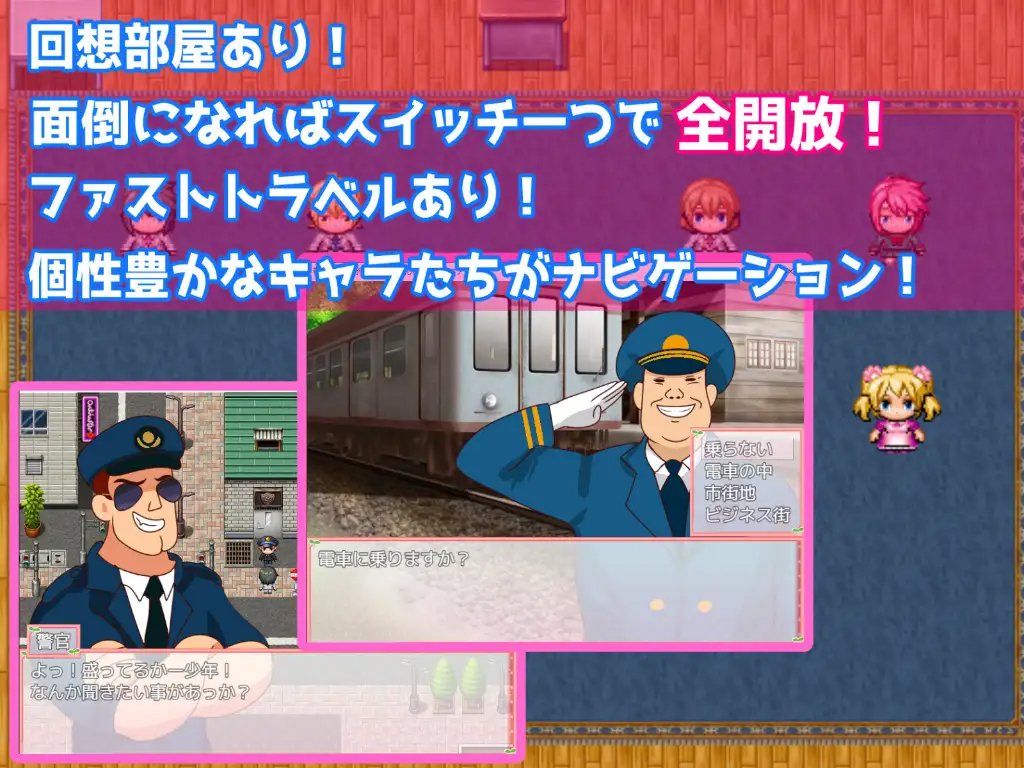 回想部屋あり！
面倒になればスイッチ一つで 全開放！
ファストトラベルあり！
個性豊かなキャラたちがナビゲーション！
乗らない
電車の中
市街地
ビジネス街
電車に乗りますか？
警官
よっ！盛ってるかー少年！
なんか聞きたい事があっか？